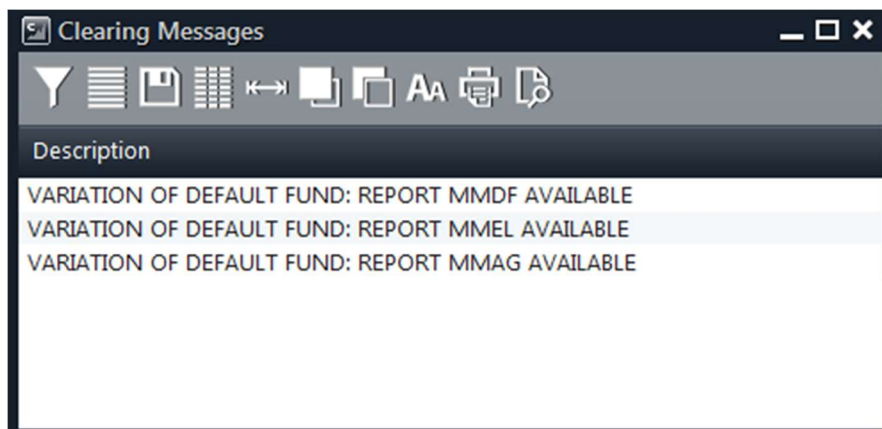 Clearing Messages
AA
Description
VARIATION OF DEFAULT FUND: REPORT MMDF AVAILABLE
VARIATION OF DEFAULT FUND: REPORT MMEL AVAILABLE
VARIATION OF DEFAULT FUND: REPORT MMAG AVAILABLE